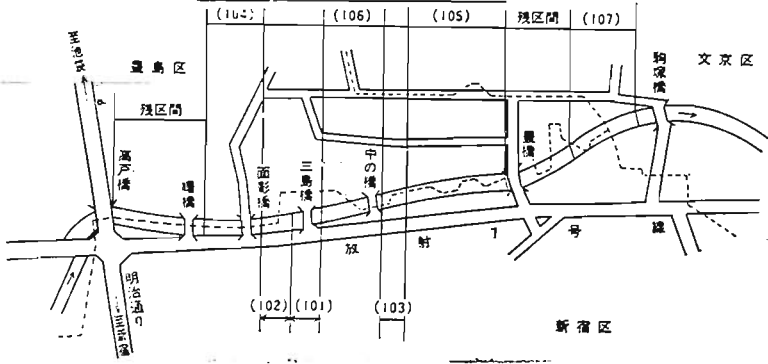 (104)
(106)
(105)
残区間
(107)
至池袋
豊島区
文京区
駒塚橋
残区間
高戸橋
曙橋
面影橋
三島橋
中の橋
豊橋
放射7号線
明治通り
(102)
(101)
(103)
新宿区